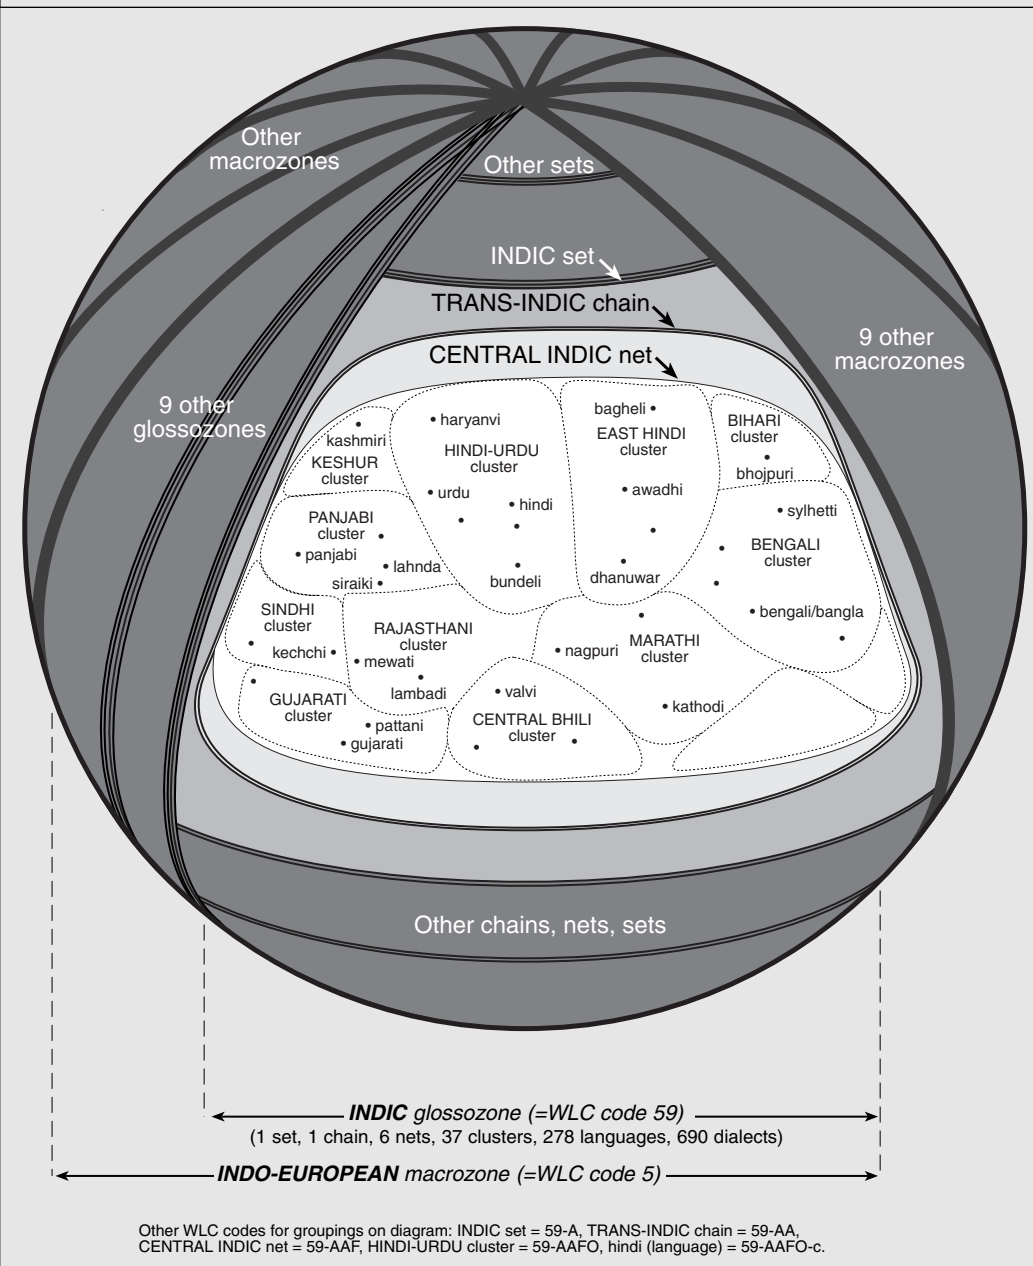 Other
macrozones
Other sets
INDIC set
TRANS-INDIC chain
CENTRAL INDIC net
9 other
macrozones
9 other
glossozones
kashmiri
KESHUR
cluster
haryanvi
HINDI-URDU
cluster
urdu
hindi
bundeli
bagheli
EAST HINDI
cluster
awadhi
dhanuwar
BIHARI
cluster
bhojpuri
PANJABI
cluster
panjabi
lahnda
siraiki
sylhetti
BENGALI
cluster
bengali/bangla
SINDHI
cluster
kechchi
RAJASTHANI
cluster
mewati
lambadi
nagpuri
MARATHI
cluster
kathodi
GUJARATI
cluster
pattani
gujarati
valvi
CENTRAL BHILI
cluster
Other chains, nets, sets
INDIC glossozone (=WLC code 59)
(1 set, 1 chain, 6 nets, 37 clusters, 278 languages, 690 dialects)
INDO-EUROPEAN macrozone (=WLC code 5)
Other WLC codes for groupings on diagram: INDIC set = 59-A, TRANS-INDIC chain = 59-AA,
CENTRAL INDIC net = 59-AAF, HINDI-URDU cluster = 59-AAFO, hindi (language) = 59-AAFO-c.